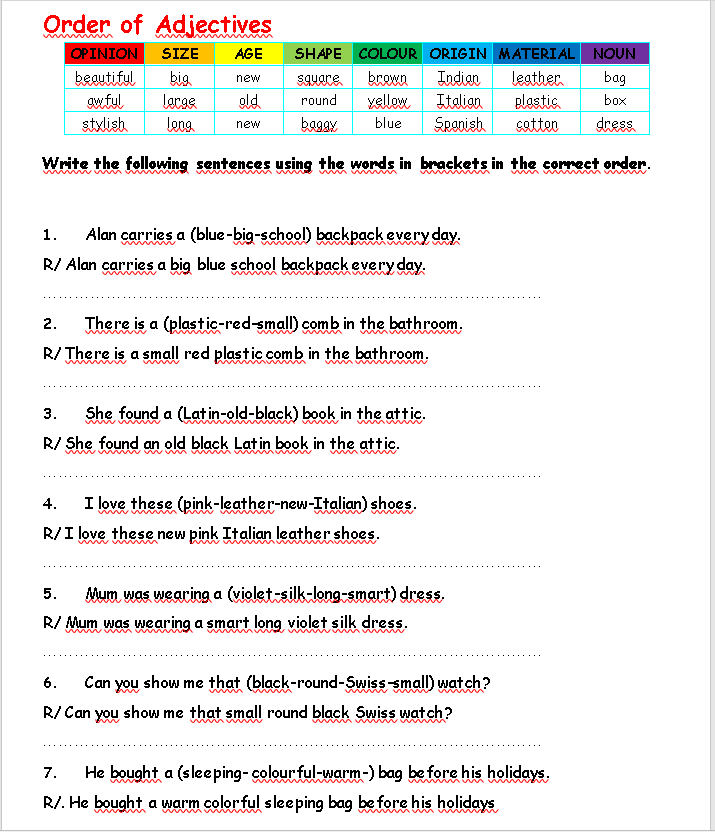 Order of Adjectives
OPINION SIZE AGE SHAPE COLOUR ORIGIN MATERIAL NOUN
beautiful big new square brown Indian leather bag
awful large old round yellow Italian plastic box
stylish long new baggy blue Spanish cotton dress
Write the following sentences using the words in brackets in the correct order.
1. Alan carries a (blue-big-school) backpack every day.
R/ Alan carries a big blue school backpack every day.
2. There is a (plastic-red-small) comb in the bathroom.
R/ There is a small red plastic comb in the bathroom.
3. She found a (Latin-old-black) book in the attic.
R/ She found an old black Latin book in the attic.
4. I love these (pink-leather-new-Italian) shoes.
R/ I love these new pink Italian leather shoes.
5. Mum was wearing a (violet-silk-long-smart) dress.
R/ Mum was wearing a smart long violet silk dress.
6. Can you show me that (black-round-Swiss-small) watch?
R/ Can you show me that small round black Swiss watch?
7. He bought a (sleeping- colourful-warm-) bag before his holidays.
R/. He bought a warm colorful sleeping bag before his holidays